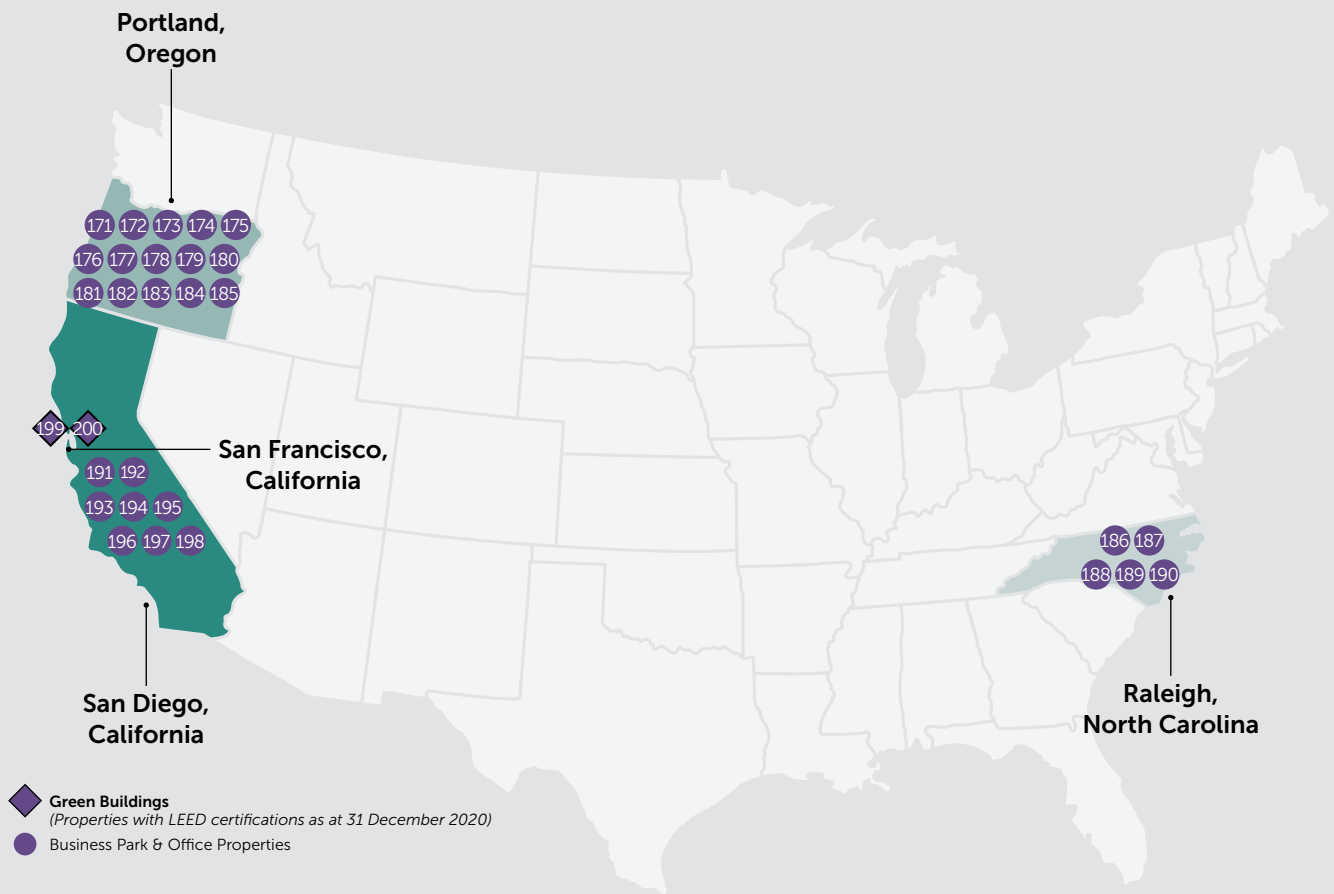 Portland,
Oregon
171 172 173 174 175
176 177 178 179 180
181 182 183 184 185
199 200
San Francisco,
California
191 192
193 194 195
196 197 198
186 187
188 189 190
San Diego,
California
Raleigh,
North Carolina
Green Buildings
(Properties with LEED certifications as at 31 December 2020)
Business Park & Office Properties